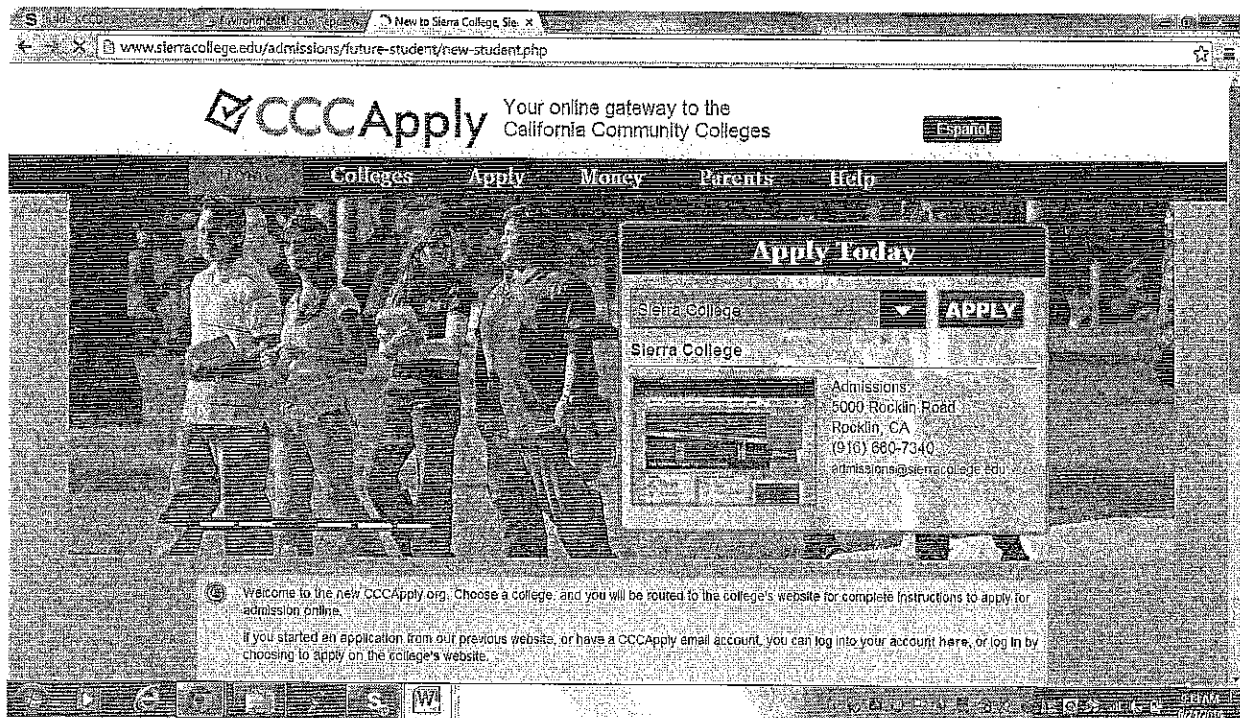 New to Sierra College, Sie
www.sierracollege.edu/admissions/future-student/new-student.php
CCCApply
Your online gateway to the
California Community Colleges
Español
Home Colleges Apply Money Parents Help
Apply Today
Sierra College
APPLY
Sierra College
Admissions
5000 Rocklin Road
Rocklin, CA
(916) 660-7340
admissions@sierracollege.edu
Welcome to the new CCCApply.org. Choose a college, and you will be routed to the college's website for complete instructions to apply for
admission online.
If you started an application from our previous website, or have a CCCApply email account, you can log into your account here, or log in by
choosing to apply on the college's website.